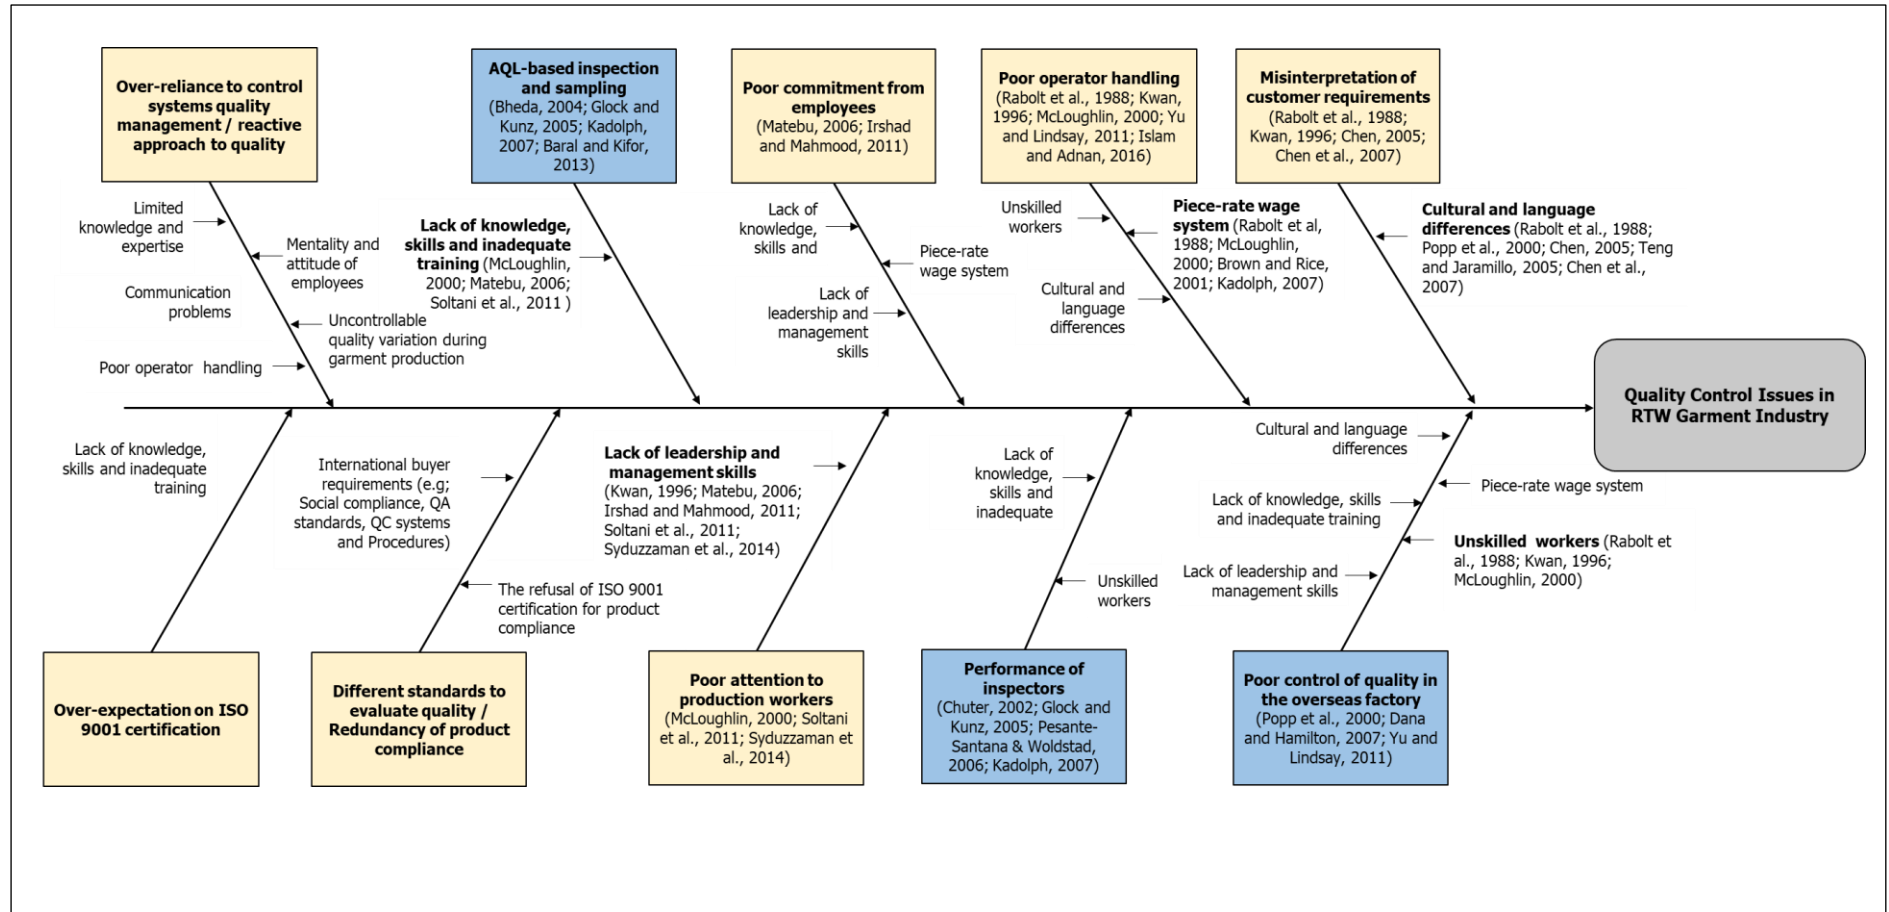 Over-reliance to control
systems quality
management / reactive
approach to quality
AQL-based inspection
and sampling
(Bheda, 2004; Glock and
Kunz, 2005; Kadolph,
2007; Baral and Kifor,
2013)
Poor commitment from
employees
(Matebu, 2006; Irshad
and Mahmood, 2011)
Poor operator handling
(Rabolt et al., 1988; Kwan,
1996; McLoughlin, 2000; Yu
and Lindsay, 2011; Islam
and Adnan, 2016)
Misinterpretation of
customer requirements
(Rabolt et al., 1988;
Kwan, 1996; Chen, 2005;
Chen et al., 2007)
Limited
knowledge and
expertise
Mentality and
attitude of
employees
Communication
problems
Uncontrollable
quality variation during
garment production
Poor operator handling
Lack of knowledge,
skills and inadequate
training (McLoughlin,
2000; Matebu, 2006;
Soltani et al., 2011 )
Lack of
knowledge,
skills and
Piece-rate
wage system
Lack of
leadership and
management
skills
Unskilled
workers
Piece-rate wage
system (Rabolt et al,
1988; McLoughlin,
2000; Brown and Rice,
2001; Kadolph, 2007)
Cultural and
language
differences
Cultural and language
differences (Rabolt et al., 1988;
Popp et al., 2000; Chen, 2005; Teng
and Jaramillo, 2005; Chen et al.,
2007)
Quality Control Issues in
RTW Garment Industry
Lack of knowledge,
skills and inadequate
training
International buyer
requirements (e.g;
Social compliance, QA
standards, QC systems
and Procedures)
The refusal of ISO 9001
certification for product
compliance
Lack of leadership and
management skills
(Kwan, 1996; Matebu, 2006;
Irshad and Mahmood, 2011;
Soltani et al., 2011;
Syduzzaman et al., 2014)
Lack of
knowledge,
skills and
inadequate
Unskilled
workers
Cultural and language
differences
Piece-rate wage system
Lack of knowledge, skills
and inadequate training
Unskilled workers (Rabolt et
al., 1988; Kwan, 1996;
McLoughlin, 2000)
Lack of leadership and
management skills
Over-expectation on ISO
9001 certification
Different standards to
evaluate quality /
Redundancy of product
compliance
Poor attention to
production workers
(McLoughlin, 2000; Soltani
et al., 2011; Syduzzaman et
al., 2014)
Performance of
inspectors
(Chuter, 2002; Glock and
Kunz, 2005; Pesante-
Santana & Woldstad,
2006; Kadolph, 2007)
Poor control of quality in
the overseas factory
(Popp et al., 2000; Dana
and Hamilton, 2007; Yu and
Lindsay, 2011)